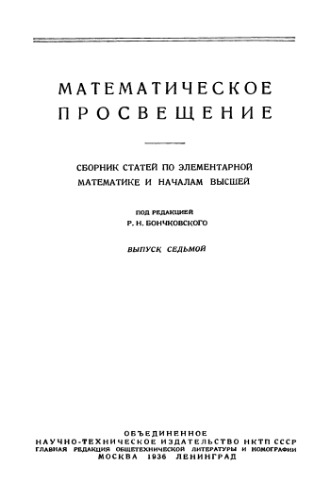 МАТЕМАТИЧЕСКОЕ
ПРОСВЕЩЕНИЕ
СБОРНИК СТАТЕЙ ПО ЭЛЕМЕНТАРНОЙ
МАТЕМАТИКЕ И НАЧАЛАМ ВЫСШЕЙ
ПОД РЕДАКЦИЕЙ
Р. Н. БОНЧКОВСКОГО
ВЫПУСК СЕДЬМОЙ
ОБЪЕДИНЕННОЕ
НАУЧНО-ТЕХНИЧЕСКОЕ ИЗДАТЕЛЬСТВО НКТП СССР
ГЛАВНАЯ РЕДАКЦИЯ ОБЩЕТЕХНИЧЕСКОЙ ЛИТЕРАТУРЫ И НОМОГРАФИИ
МОСКВА 1936 ЛЕНИНГРАД